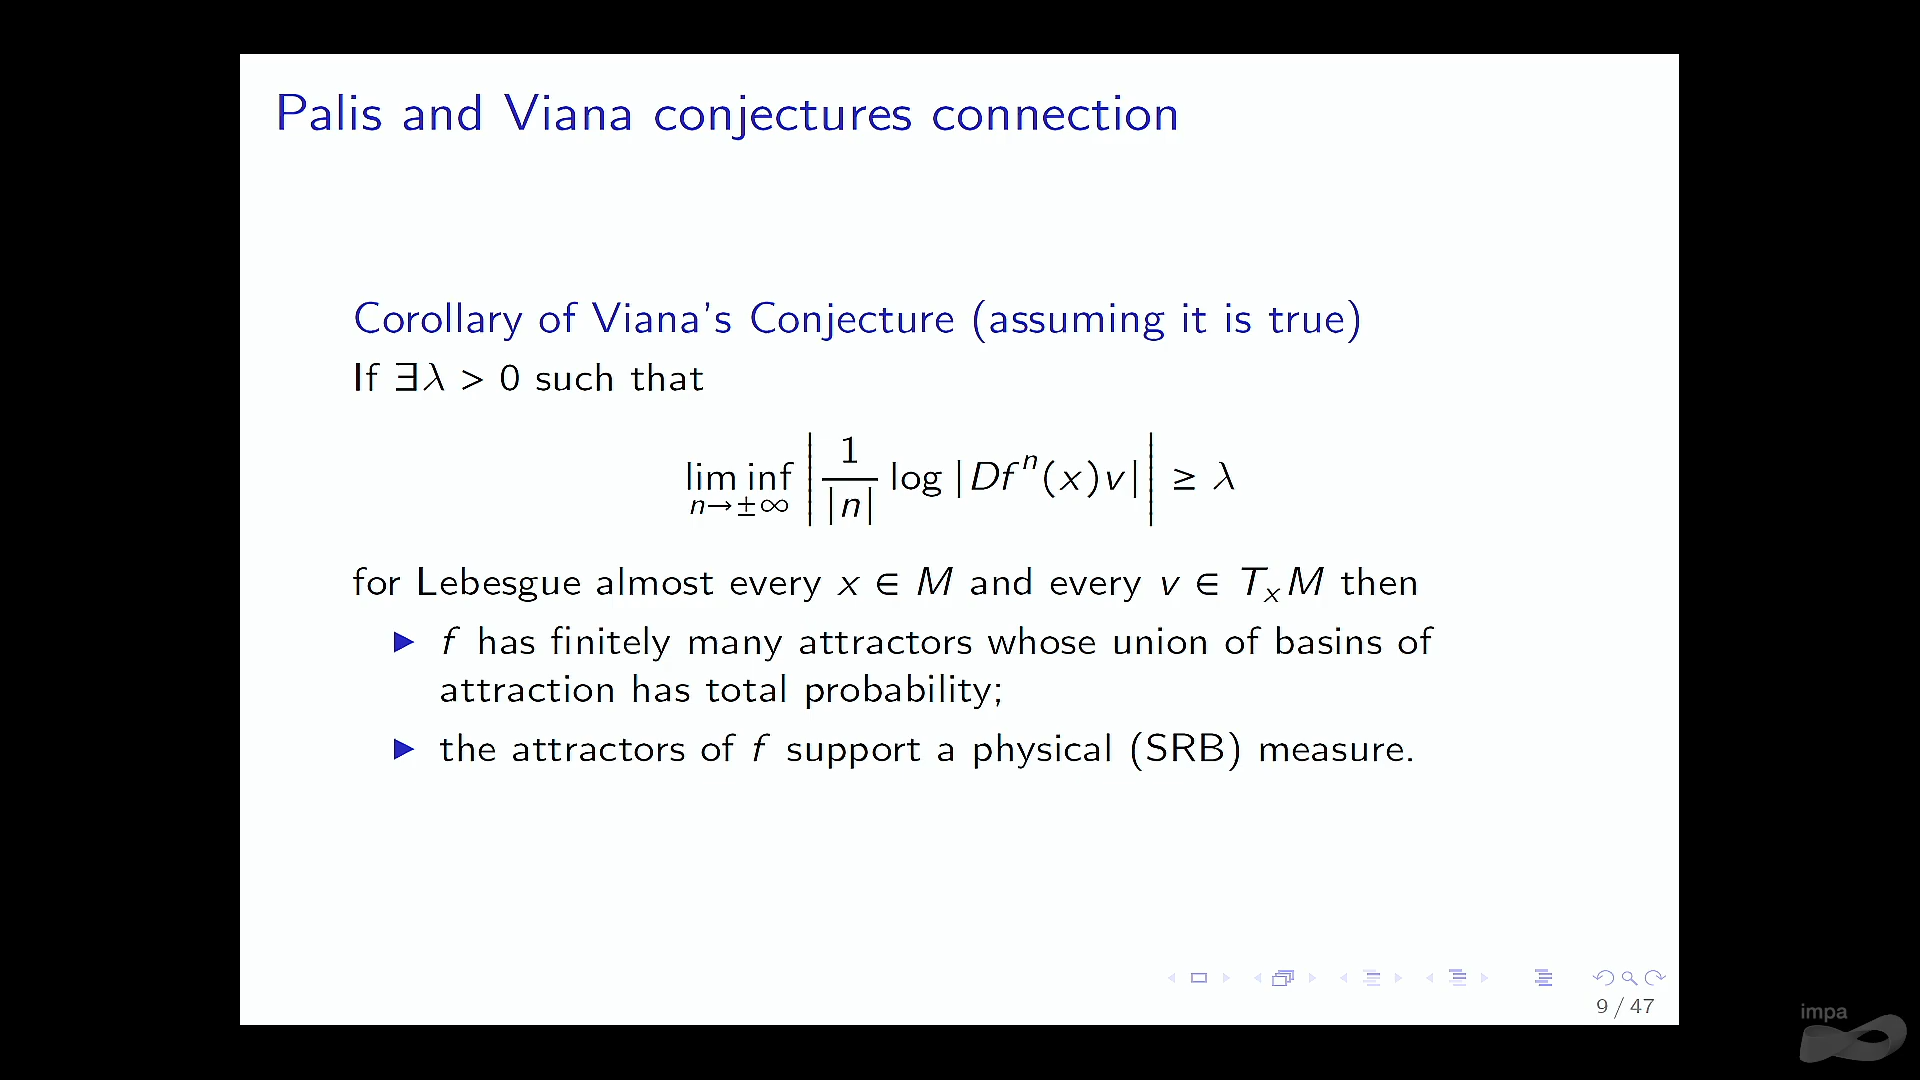 Palis and Viana conjectures connection
Corollary of Viana's Conjecture (assuming it is true)
If ∃λ > 0 such that
lim inf_{n→±∞} | 1/|n| log |Df^n(x)v| | ≥ λ
for Lebesgue almost every x ∈ M and every v ∈ T_xM then
▶ f has finitely many attractors whose union of basins of
attraction has total probability;
▶ the attractors of f support a physical (SRB) measure.
9 / 47
impa